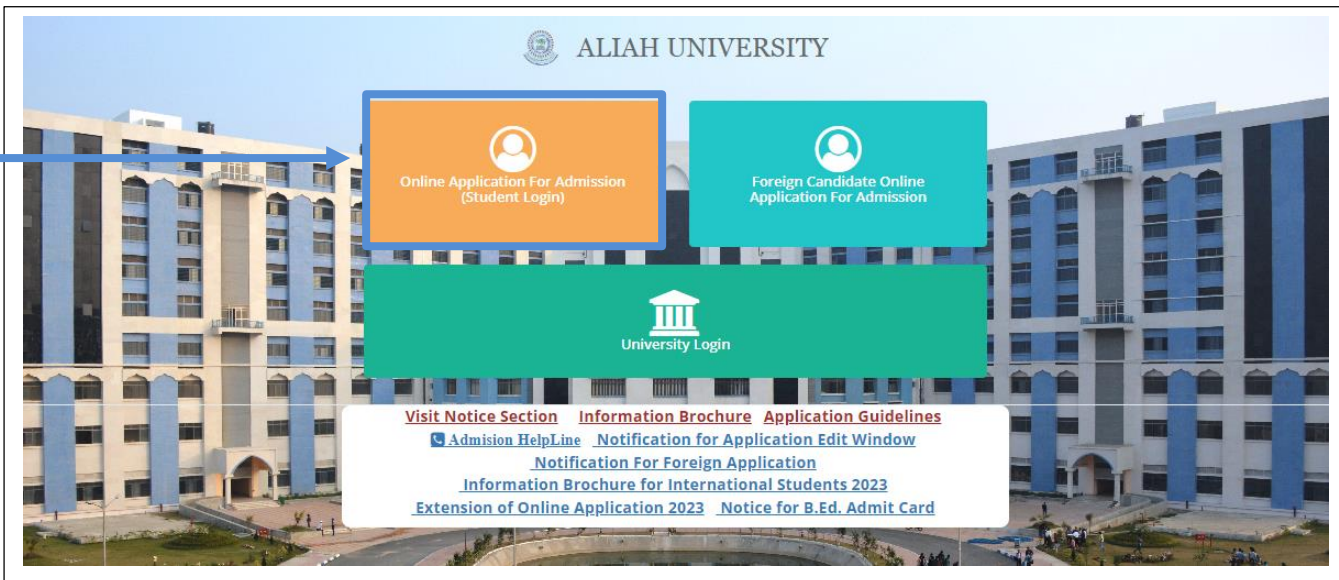 ALIAH UNIVERSITY
Online Application For Admission
(Student Login)
Foreign Candidate Online
Application For Admission
University Login
Visit Notice Section Information Brochure Application Guidelines
Admision HelpLine Notification for Application Edit Window
Notification For Foreign Application
Information Brochure for International Students 2023
Extension of Online Application 2023 Notice for B.Ed. Admit Card